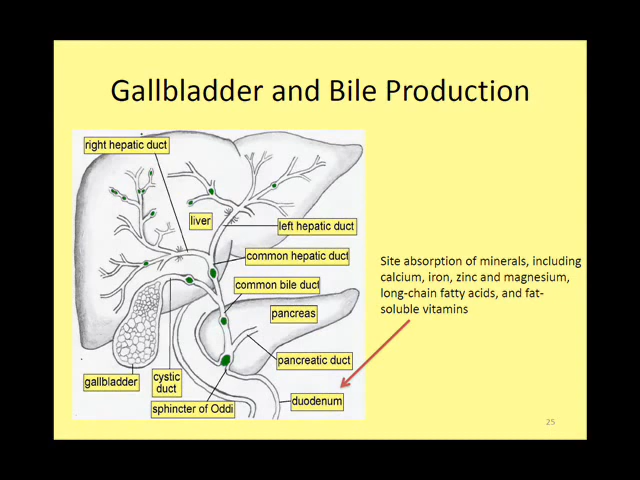 Gallbladder and Bile Production
right hepatic duct
liver
left hepatic duct
common hepatic duct
common bile duct
pancreas
pancreatic duct
gallbladder
cystic
duct
sphincter of Oddi
duodenum
Site absorption of minerals, including
calcium, iron, zinc and magnesium,
long-chain fatty acids, and fat-
soluble vitamins
25